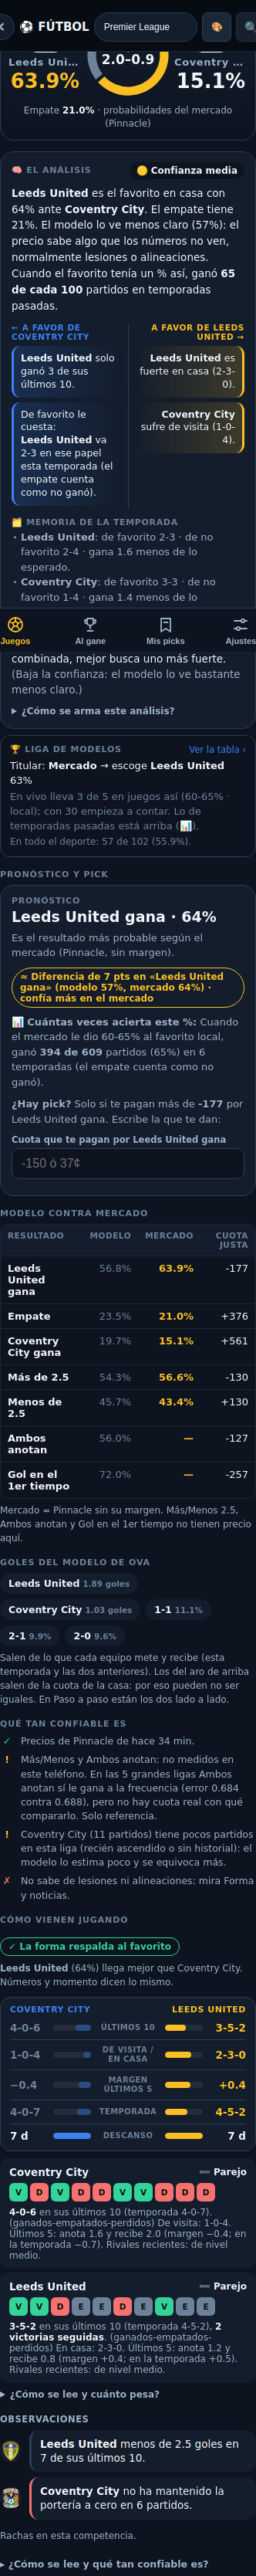 ⚽ FÚTBOL Premier League
Leeds Uni... 2.0–0.9 Coventry ...
63.9% 15.1%
Empate 21.0% · probabilidades del mercado
(Pinnacle)
EL ANÁLISIS Confianza media
Leeds United es el favorito en casa con
64% ante Coventry City. El empate tiene
21%. El modelo lo ve menos claro (57%): el
precio sabe algo que los números no ven,
normalmente lesiones o alineaciones.
Cuando el favorito tenía un % así, ganó 65
de cada 100 partidos en temporadas
pasadas.
← A FAVOR DE
COVENTRY CITY
Leeds United solo
ganó 3 de sus
últimos 10.
De favorito le
cuesta:
Leeds United va
2-3 en ese papel
esta temporada (el
empate cuenta
como no ganó).
A FAVOR DE LEEDS
UNITED →
Leeds United es
fuerte en casa (2-3-
0).
Coventry City
sufre de visita (1-0-
4).
MEMORIA DE LA TEMPORADA
· Leeds United: de favorito 2-3 · de no
favorito 2-4 · gana 1.6 menos de lo
esperado.
· Coventry City: de favorito 3-3 · de no
favorito 1-4 · gana 1.4 menos de lo
Juegos AI gane Mis picks Ajustes
combinada, mejor busca uno más fuerte.
(Baja la confianza: el modelo lo ve bastante
menos claro.)
▸ ¿Cómo se arma este análisis?
LIGA DE MODELOS Ver la tabla ›
Titular: Mercado → escoge Leeds United
63%
En vivo lleva 3 de 5 en juegos así (60-65% ·
local); con 30 empieza a contar. Lo de
temporadas pasadas está arriba (📊).
En todo el deporte: 57 de 102 (55.9%).
PRONÓSTICO Y PICK
PRONÓSTICO
Leeds United gana · 64%
Es el resultado más probable según el
mercado (Pinnacle, sin margen).
≈ Diferencia de 7 pts en «Leeds United
gana» (modelo 57%, mercado 64%) ·
confía más en el mercado
📊 Cuántas veces acierta este %: Cuando
el mercado le dio 60-65% al favorito local,
ganó 394 de 609 partidos (65%) en 6
temporadas (el empate cuenta como no
ganó).
¿Hay pick? Solo si te pagan más de -177 por
Leeds United gana. Escribe la que te dan:
Cuota que te pagan por Leeds United gana
-150 ó 37¢
MODELO CONTRA MERCADO
RESULTADO MODELO MERCADO CUOTA JUSTA
Leeds United gana 56.8% 63.9% -177
Empate 23.5% 21.0% +376
Coventry City gana 19.7% 15.1% +561
Más de 2.5 54.3% 56.6% -130
Menos de 2.5 45.7% 43.4% +130
Ambos anotan 56.0% — -127
Gol en el 1er tiempo 72.0% — -257
Mercado = Pinnacle sin su margen. Más/Menos 2.5,
Ambos anotan y Gol en el 1er tiempo no tienen precio
aquí.
GOLES DEL MODELO DE OVA
Leeds United 1.89 goles
Coventry City 1.03 goles 1-1 11.1%
2-1 9.9% 2-0 9.6%
Salen de lo que cada equipo mete y recibe (esta
temporada y las dos anteriores). Los del aro de arriba
salen de la cuota de la casa: por eso pueden no ser
iguales. En Paso a paso están los dos lado a lado.
QUÉ TAN CONFIABLE ES
✓ Precios de Pinnacle de hace 34 min.
! Más/Menos y Ambos anotan: no medidos en
este teléfono. En las 5 grandes ligas Ambos
anotan sí le gana a la frecuencia (error 0.684
contra 0.688), pero no hay cuota real con qué
compararlo. Solo referencia.
! Coventry City (11 partidos) tiene pocos partidos
en esta liga (recién ascendido o sin historial): el
modelo lo estima poco y se equivoca más.
✗ No sabe de lesiones ni alineaciones: mira Forma
y noticias.
CÓMO VIENEN JUGANDO
✓ La forma respalda al favorito
Leeds United (64%) llega mejor que Coventry City.
Números y momento dicen lo mismo.
COVENTRY CITY LEEDS UNITED
4-0-6 ÚLTIMOS 10 3-5-2
1-0-4 DE VISITA / EN CASA 2-3-0
−0.4 MARGEN ÚLTIMOS 5 +0.4
4-0-7 TEMPORADA 4-5-2
7 d DESCANSO 7 d
Coventry City ➖ Parejo
V D V D D V V D D D
4-0-6 en sus últimos 10 (temporada 4-0-7).
(ganados-empatados-perdidos) De visita: 1-0-4.
Últimos 5: anota 1.6 y recibe 2.0 (margen −0.4; en
la temporada −0.7). Rivales recientes: de nivel
medio.
Leeds United ➖ Parejo
V V D E E D E V E E
3-5-2 en sus últimos 10 (temporada 4-5-2), 2
victorias seguidas. (ganados-empatados-
perdidos) En casa: 2-3-0. Últimos 5: anota 1.2 y
recibe 0.8 (margen +0.4; en la temporada +0.5).
Rivales recientes: de nivel medio.
▸ ¿Cómo se lee y cuánto pesa?
OBSERVACIONES
Leeds United menos de 2.5 goles en
7 de sus últimos 10.
Coventry City no ha mantenido la
portería a cero en 6 partidos.
Rachas en esta competencia.
▸ ¿Cómo se lee y qué tan confiable es?